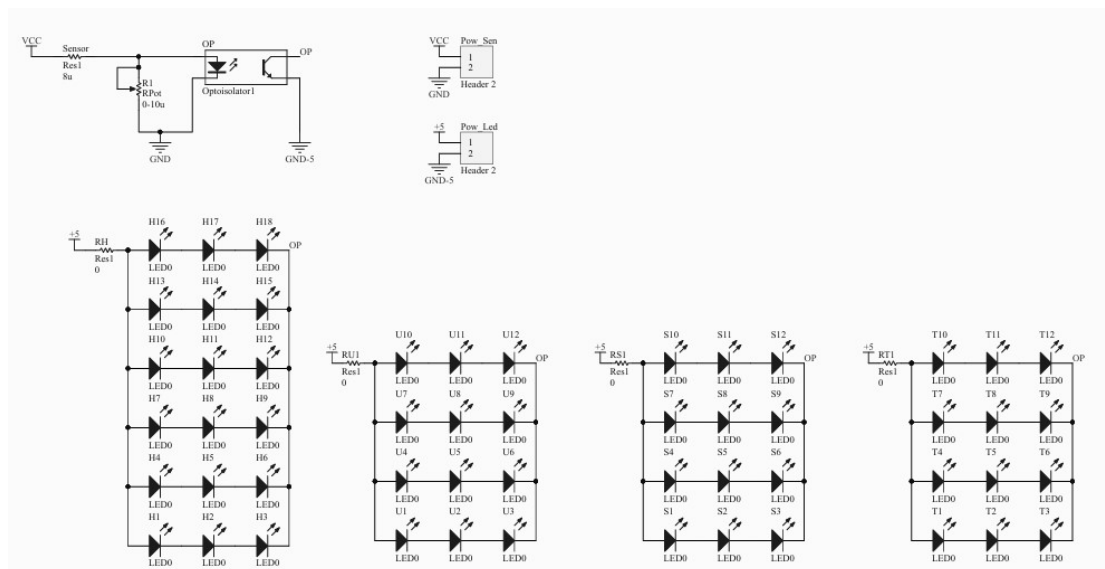 VCC
Sensor
Res1
8u
R1
RPot
0-10u
GND
OP
Optoisolator1
OP
GND-5
VCC
Pow_Sen
1
2
Header 2
GND
+5
Pow_Led
1
2
Header 2
GND-5
+5
RH
Res1
0
H16 H17 H18
OP
LED0 LED0 LED0
H13 H14 H15
LED0 LED0 LED0
H10 H11 H12
LED0 LED0 LED0
H7 H8 H9
LED0 LED0 LED0
H4 H5 H6
LED0 LED0 LED0
H1 H2 H3
LED0 LED0 LED0
+5
RU1
Res1
0
U10 U11 U12
OP
LED0 LED0 LED0
U7 U8 U9
LED0 LED0 LED0
U4 U5 U6
LED0 LED0 LED0
U1 U2 U3
LED0 LED0 LED0
+5
RS1
Res1
0
S10 S11 S12
OP
LED0 LED0 LED0
S7 S8 S9
LED0 LED0 LED0
S4 S5 S6
LED0 LED0 LED0
S1 S2 S3
LED0 LED0 LED0
+5
RT1
Res1
0
T10 T11 T12
OP
LED0 LED0 LED0
T7 T8 T9
LED0 LED0 LED0
T4 T5 T6
LED0 LED0 LED0
T1 T2 T3
LED0 LED0 LED0